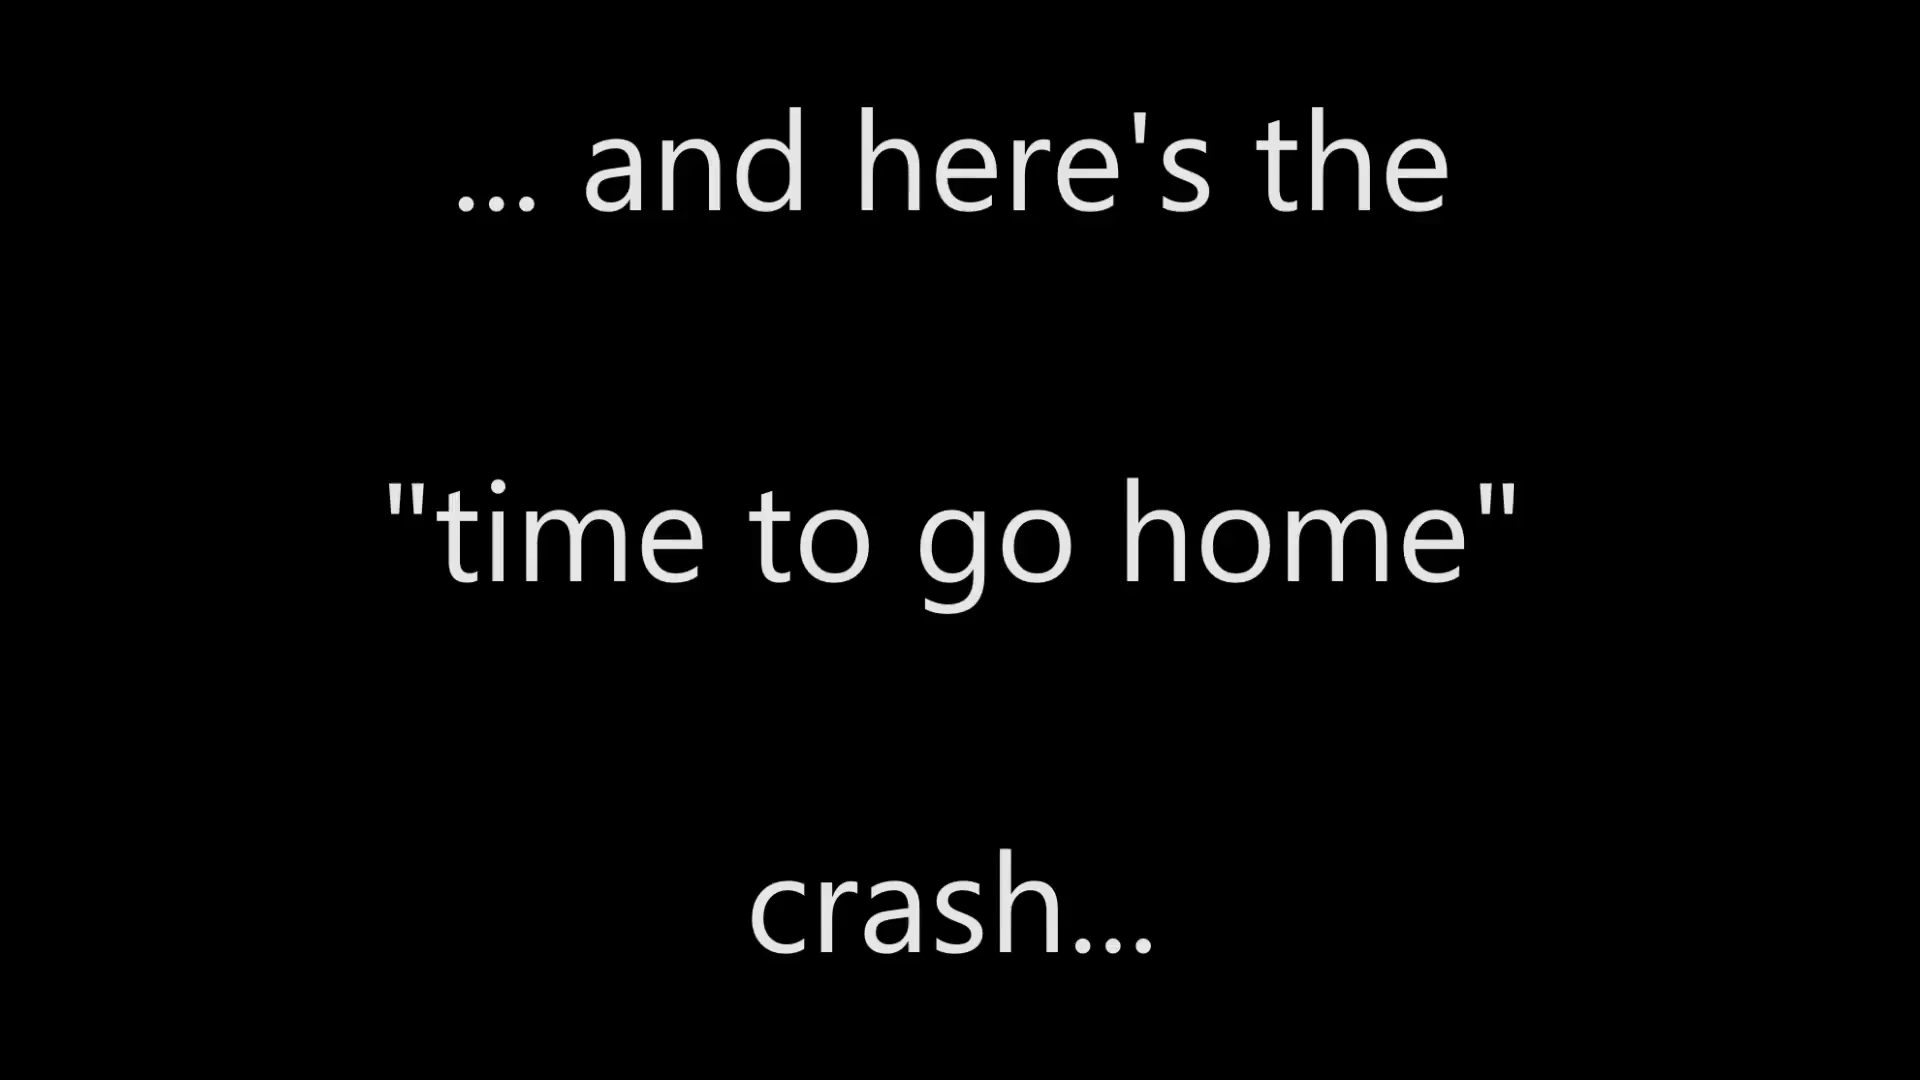 ... and here's the
"time to go home"
crash...